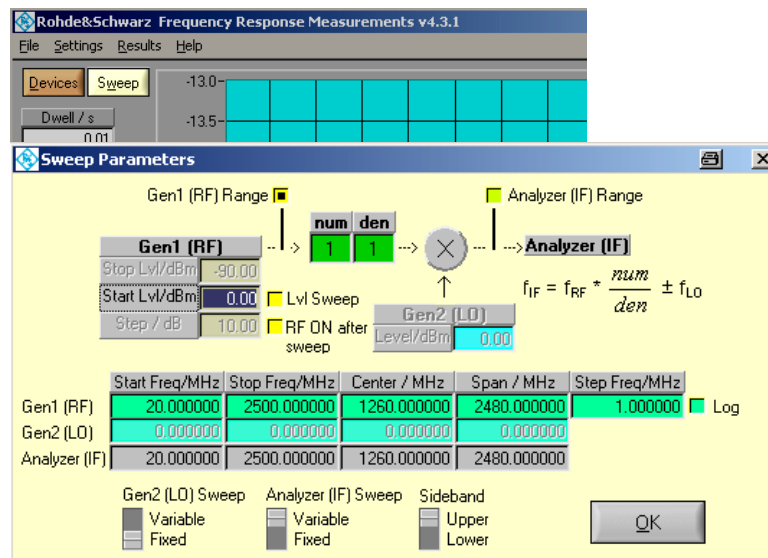 Rohde&Schwarz Frequency Response Measurements v4.3.1
File Settings Results Help
Devices Sweep
-13.0
Dwell / s
-13.5
0.01
Sweep Parameters
Gen1 (RF) Range
Analyzer (IF) Range
num den
Gen1 (RF)
1 1
Analyzer (IF)
Stop Lvl/dBm -90.00
Start Lvl/dBm 0.00 Lvl Sweep
Step / dB 10.00 RF ON after sweep
Gen2 (LO)
Level/dBm 0.00
fIF = fRF * num/den ± fLO
Start Freq/MHz Stop Freq/MHz Center / MHz Span / MHz Step Freq/MHz
Gen1 (RF) 20.000000 2500.000000 1260.000000 2480.000000 1.000000 Log
Gen2 (LO) 0.000000 0.000000 0.000000 0.000000
Analyzer (IF) 20.000000 2500.000000 1260.000000 2480.000000
Gen2 (LO) Sweep Analyzer (IF) Sweep Sideband
Variable Variable Upper
Fixed Fixed Lower
OK